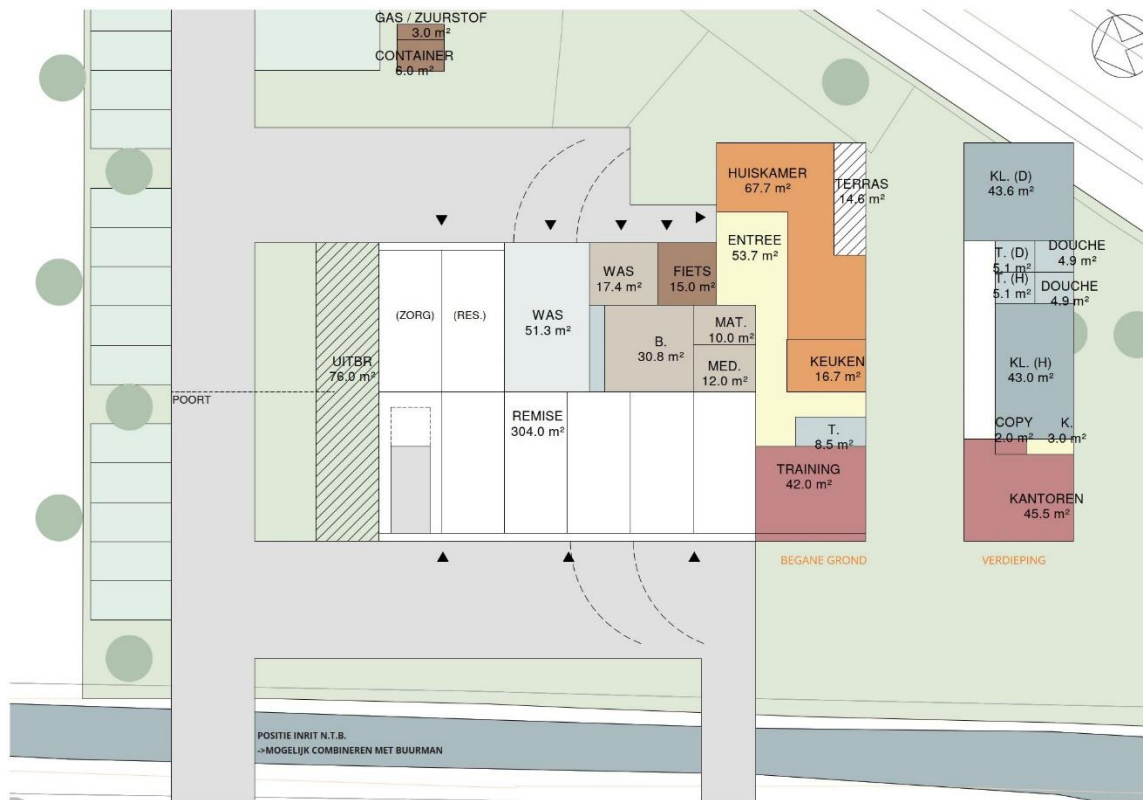 GAS / ZUURSTOF
3.0 m²
CONTAINER
6.0 m²
HUISKAMER
67.7 m²
TERRAS
14.6 m²
KL. (D)
43.6 m²
ENTREE
53.7 m²
T. (D)
5.1 m²
DOUCHE
4.9 m²
T. (H)
5.1 m²
DOUCHE
4.9 m²
WAS
17.4 m²
FIETS
15.0 m²
(ZORG)
(RES.)
WAS
51.3 m²
B.
30.8 m²
MAT.
10.0 m²
MED.
12.0 m²
KL. (H)
43.0 m²
UITBR
76.0 m²
KEUKEN
16.7 m²
POORT
REMISE
304.0 m²
T.
8.5 m²
COPY
2.0 m²
K.
3.0 m²
TRAINING
42.0 m²
KANTOREN
45.5 m²
BEGANE GROND
VERDIEPING
POSITIE INRIT N.T.B.
->MOGELIJK COMBINEREN MET BUURMAN